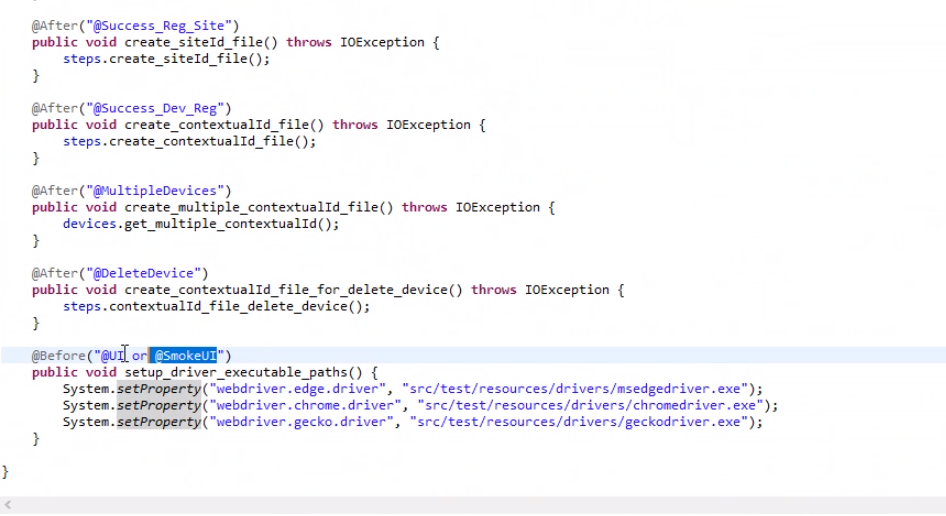 @After("@Success_Reg_Site")
public void create_siteId_file() throws IOException {
steps.create_siteId_file();
}
@After("@Success_Dev_Reg")
public void create_contextualId_file() throws IOException {
steps.create_contextualId_file();
}
@After("@MultipleDevices")
public void create_multiple_contextualId_file() throws IOException {
devices.get_multiple_contextualId();
}
@After("@DeleteDevice")
public void create_contextualId_file_for_delete_device() throws IOException {
steps.contextualId_file_delete_device();
}
@Before("@UI or @SmokeUI")
public void setup_driver_executable_paths() {
System.setProperty("webdriver.edge.driver", "src/test/resources/drivers/msedgedriver.exe");
System.setProperty("webdriver.chrome.driver", "src/test/resources/drivers/chromedriver.exe");
System.setProperty("webdriver.gecko.driver", "src/test/resources/drivers/geckodriver.exe");
}
}